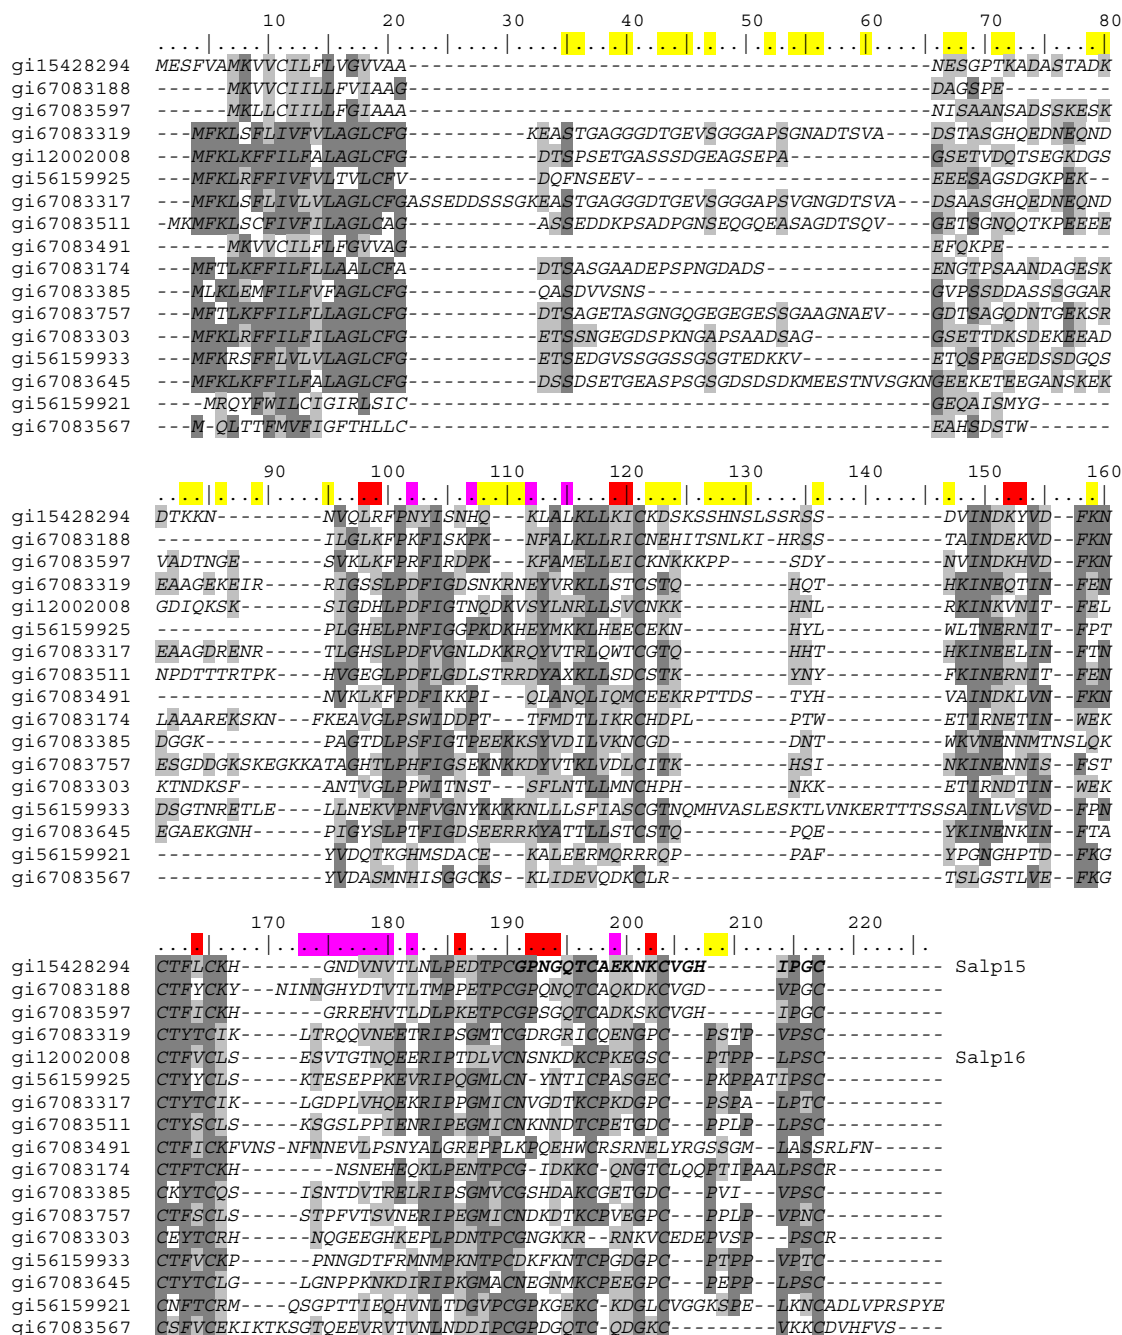 10 20 30 40 50 60 70 80
....|....|....|....|....|....|....|....|....|....|....|....|....|....|....|....|
gi15428294 MESFVAMKVVCILFLVGVVAA--------------------------------------------NESGPTKADASTADK
gi67083188 ------MKVVCIILLFVIAAG--------------------------------------------DAGSPE---------
gi67083597 ------MKLLCIILLFGIAAA--------------------------------------------NISAANSADSSKESK
gi67083319 ---MFKLSFLIVFVLAGLCFG----------KEASTGAGGGDTGEVSGGGAPSGNADTSVA----DSTASGHQEDNEQND
gi12002008 ---MFKLKFFILFALAGLCFG-----------DTSPSETGASSSDGEAGSEPA------------GSETVDQTSEGKDGS
gi56159925 ---MFKLRFFIVFVLTVLCFV-----------DQFNSEEV-------------------------EEESAGSDGKPEK--
gi67083317 ---MFKLSFLIVLVLAGLCFGASSEDDSSSGKEASTGAGGGDTGEVSGGGAPSVGNGDTSVA---DSAASGHQEDNEQND
gi67083511 -MKMFKLSCFIVFILAGLCAG-----------ASSEDDKPSADPGNSEQGQEASAGDTSQV----GETSGNQQTKPEEEE
gi67083491 ------MKVVCILFLFGVVAG--------------------------------------------EFQKPE---------
gi67083174 ---MFTLKFFILFLLAALCFA-----------DTSASGAADEPSPNGDADS--------------ENGTPSAANDAGESK
gi67083385 ---MLKLEMFILFVFAGLCFG-----------QASDVVSNS------------------------GVPSSDDASSSGGAR
gi67083757 ---MFTLKFFILFLLAGLCFG-----------DTSAGETASGNGQGEGEGESSGAAGNAEV----GDTSAGQDNTGEKSR
gi67083303 ---MFKLRFFIILFLAGLCFG-----------ETSSNGEGDSPKNGAPSAADSAG----------GSETTDKSDEKEEAD
gi56159933 ---MFKRSFFLVLVLAGLCFG-----------ETSEDGVSSGGSSGSGTEDKKV-----------ETQSPEGEDSSDGQS
gi67083645 ---MFKLKFFILFALAGLCFG-----------DSSDSETGEASPSGSGDSDSDKMEESTNVSGKNGEEKETEEGANSKEK
gi56159921 ----MRQYFWILCIGIRLSIC--------------------------------------------GEQAISMYG------
gi67083567 ---M-QLTTFMVFIGFTHLLC--------------------------------------------EAHSDSTW-------
90 100 110 120 130 140 150 160
....|....|....|....|....|....|....|....|....|....|....|....|....|....|....|....|
gi15428294 DTKKN---------NVQLRFPNYISNHQ---KLALKLLKICKDSKSSHNSLSSRSS----------DVINDKYVD--FKN
gi67083188 --------------ILGLKFPKFISKPK---NFALKLLRICNEHITSNLKI-HRSS----------TAINDEKVD--FKN
gi67083597 VADTNGE-------SVKLKFPRFIRDPK---KFAMELLEICKNKKKPP-----SDY----------NVINDKHVD--FKN
gi67083319 EAAGEKEIR-----RIGSSLPDFIGDSNKRNEYVRKLLSTCSTQ---------HQT----------HKINEQTIN--FEN
gi12002008 GDIQKSK-------SIGDHLPDFIGTNQDKVSYLNRLLSVCNKK---------HNL----------RKINKVNIT--FEL
gi56159925 --------------PLGHELPNFIGGPKDKHEYMKKLHEECEKN---------HYL----------WLTNERNIT--FPT
gi67083317 EAAGDRENR-----TLGHSLPDFVGNLDKKRQYVTRLQWTCGTQ---------HHT----------HKINEELIN--FTN
gi67083511 NPDTTTRTPK----HVGEGLPDFLGDLSTRRDYAXKLLSDCSTK---------YNY----------FKINERNIT--FEN
gi67083491 --------------NVKLKFPDFIKKPI---QLANQLIQMCEEKRPTTDS---TYH----------VAINDKLVN--FKN
gi67083174 LAAAREKSKN---FKEAVGLPSWIDDPT---TFMDTLIKRCHDPL--------PTW----------ETIRNETIN--WEK
gi67083385 DGGK----------PAGTDLPSFIGTPEEKKSYVDILVKNCGD----------DNT----------WKVNENNMTNSLQK
gi67083757 ESGDDGKSKEGKKATAGHTLPHFIGSEKNKKDYVTKLVDLCITK---------HSI----------NKINENNIS--FST
gi67083303 KTNDKSF-------ANTVGLPPWITNST---SFLNTLLMNCHPH---------NKK----------ETIRNDTIN--WEK
gi56159933 DSGTNRETLE----LLNEKVPNFVGNYKKKKNLLLSFIASCGTNQMHVASLESKTLVNKERTTTSSSAINLVSVD--FPN
gi67083645 EGAEKGNH------PIGYSLPTFIGDSEERRKYATTLLSTCSTQ---------PQE----------YKINENKIN--FTA
gi56159921 --------------YVDQTKGHMSDACE---KALEERMQRRRQP---------PAF----------YPGNGHPTD--FKG
gi67083567 --------------YVDASMNHISGGCKS--KLIDEVQDKCLR-----------------------TSLGSTLVE--FKG
170 180 190 200 210 220
....|....|....|....|....|....|....|....|....|....|....|....|....|.
gi15428294 CTFLCKH-------GNDVNVTLNLPEDTPCGPNGQTCAEKNKCVGH------IPGC---------- Salp15
gi67083188 CTFYCKY---NINNGHYDTVTLTMPPETPCGPQNQTCAQKDKCVGD------VPGC----------
gi67083597 CTFICKH-------GRREHVTLDLPKETPCGPSGQTCADKSKCVGH------IPGC----------
gi67083319 CTYTCIK------LTRQQVNEETRIPSGMTCGDRGRICQENGPC---PSTP--VPSC----------
gi12002008 CTFVCLS------ESVTGTNQEERIPTDLVCNSNKDKCPKEGSC---PTPP--LPSC---------- Salp16
gi56159925 CTYYCLS------KTESEPPKEVRIPQGMLCN-YNTICPASGEC---PKPPATIPSC----------
gi67083317 CTYTCIK------LGDPLVHQEKRIPPGMICNVGDTKCPKDGPC---PSPA--LPTC----------
gi67083511 CTYSCLS------KSGSLPPIENRIPEGMICNKNNDTCPETGDC---PPLP--LPSC----------
gi67083491 CTFICKFVNS-SNFNNEVLPSNYALGREPPLKPQEHWCRSRNELYRGSSGM--LASSRLFN------
gi67083174 CTFTCKH--------NSNEHEQKLPENTPCG-IDKKC-QNGTCLQQPTIPAALPSCR---------
gi67083385 CKYTCQS------ISNTDVTRELRIPSGMVCGSHDAKCGETGDC---PVI---VPSC----------
gi67083757 CTFSCLS------STPFVTSVNERIPEGMICNDKDTKCPVEGPC---PPLP--VPNC----------
gi67083303 CEYTCRH------NQGEEGHKEPLPDNTPCGNGKKR--RNKVCEDEPVSP---PSCR---------
gi56159933 CTFVCKP------PNNGDTFRMNMPKNTPCDKFKNTCPGDGPC---PTPP--VPTC----------
gi67083645 CTYTCLG------LGNPPKNKDIRIPKGMACNEGNMKCPEEGPC---PEPP--LPSC----------
gi56159921 CNFTCRM----QSGPTTIEQHVNLTDGVPCGPKGEKC-KDGLCVGGKSPE--LKNCADLVPRSPYE
gi67083567 CSFVCEKIKTKSGTQEEVRVTVNLNDDIPCGPDGQTC-QDGKC------VKKCDVHFVS------